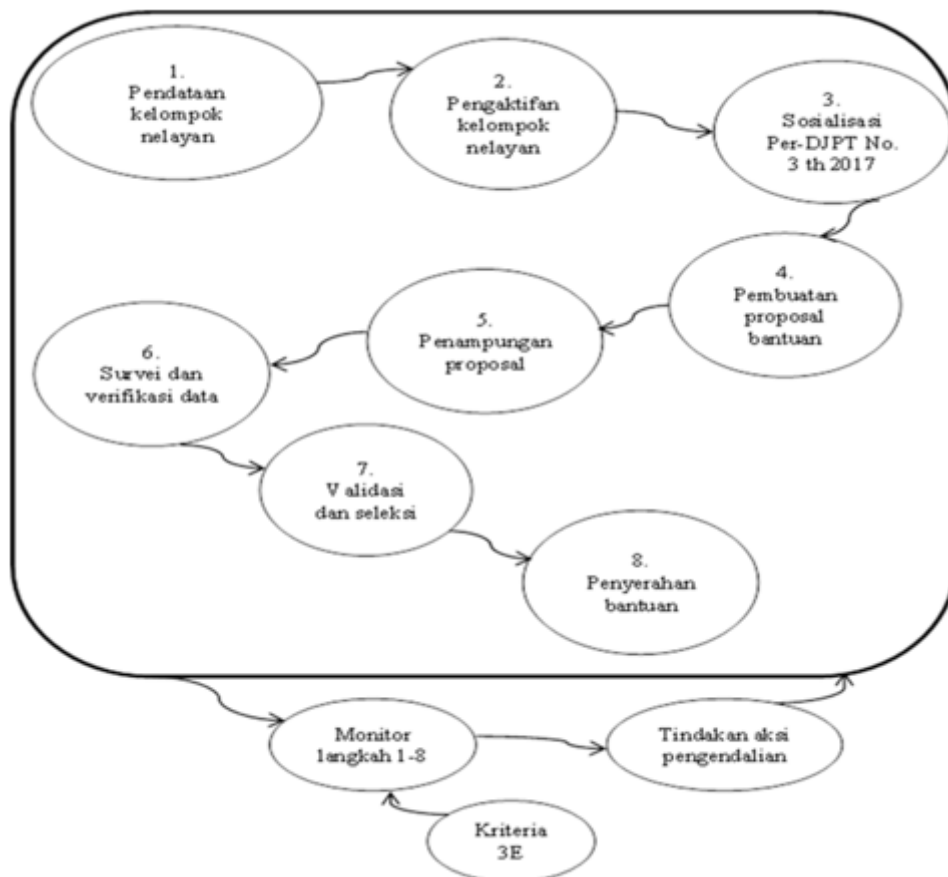 1.
Pendataan
kelompok
nelayan
2.
Pengaktifan
kelompok
nelayan
3.
Sosialisasi
Per-DJPT No.
3 th 2017
4.
Pembuatan
proposal
bantuan
5.
Penampungan
proposal
6.
Survei dan
verifikasi data
7.
Validasi
dan seleksi
8.
Penyerahan
bantuan
Monitor
langkah 1-8
Tindakan aksi
pengendalian
Kriteria
3E